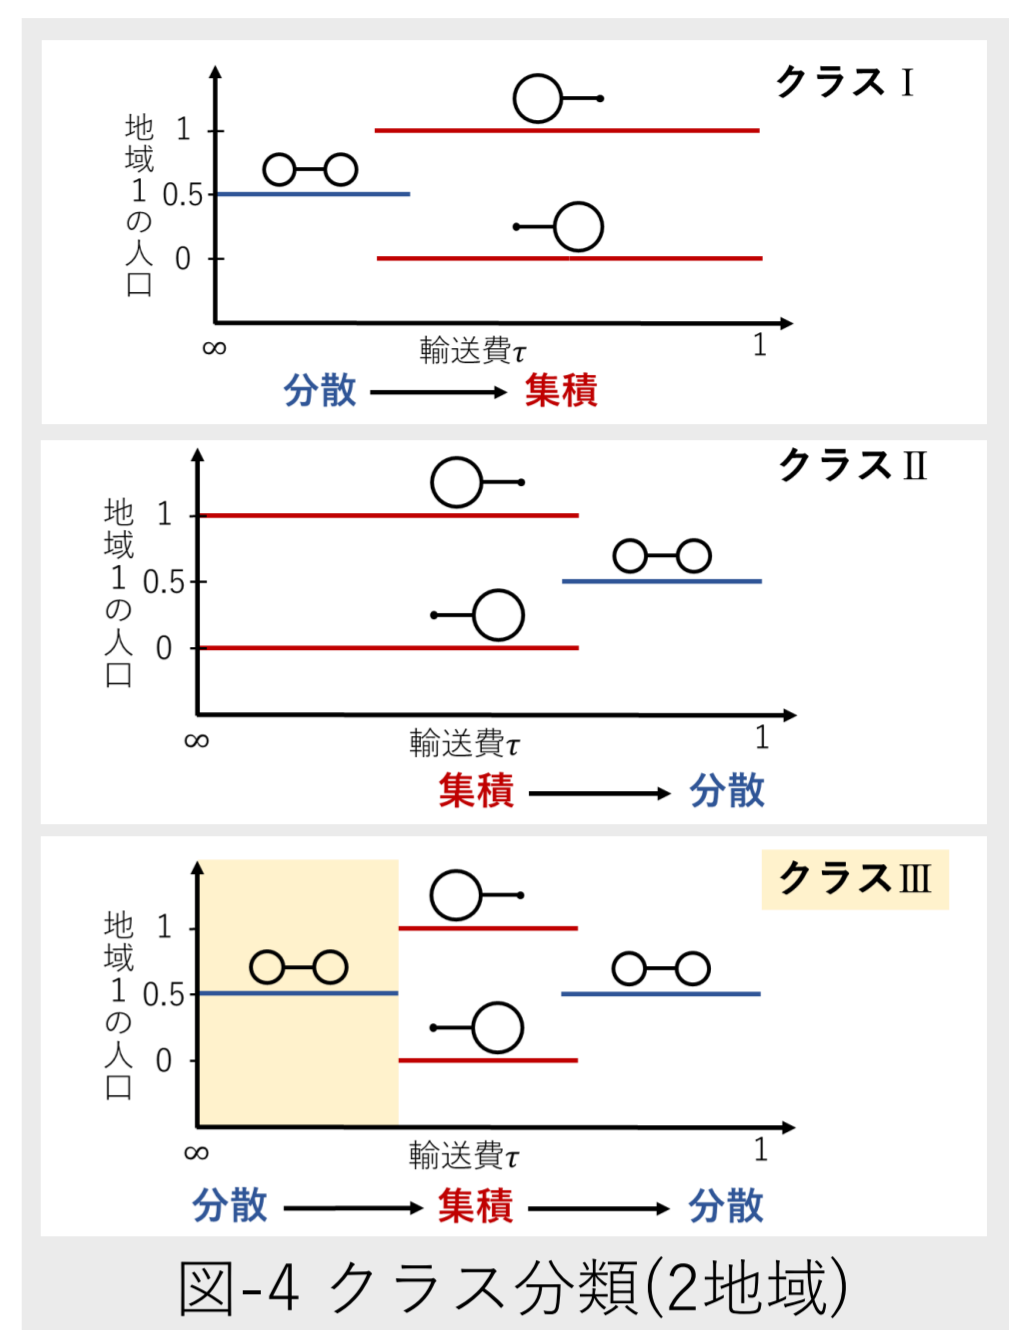 クラスⅠ
地域1の人口
1
0.5
0
∞
輸送費τ
1
分散
集積
クラスⅡ
地域1の人口
1
0.5
0
∞
輸送費τ
1
集積
分散
クラスⅢ
地域1の人口
1
0.5
0
∞
輸送費τ
1
分散
集積
分散
図-4 クラス分類(2地域)